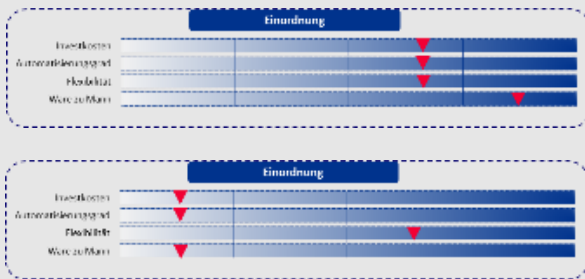 Einordnung
Investkosten
Automatisierungsgrad
Flexibilität
Ware zu Mann
Einordnung
Investkosten
Automatisierungsgrad
Flexibilität
Ware zu Mann